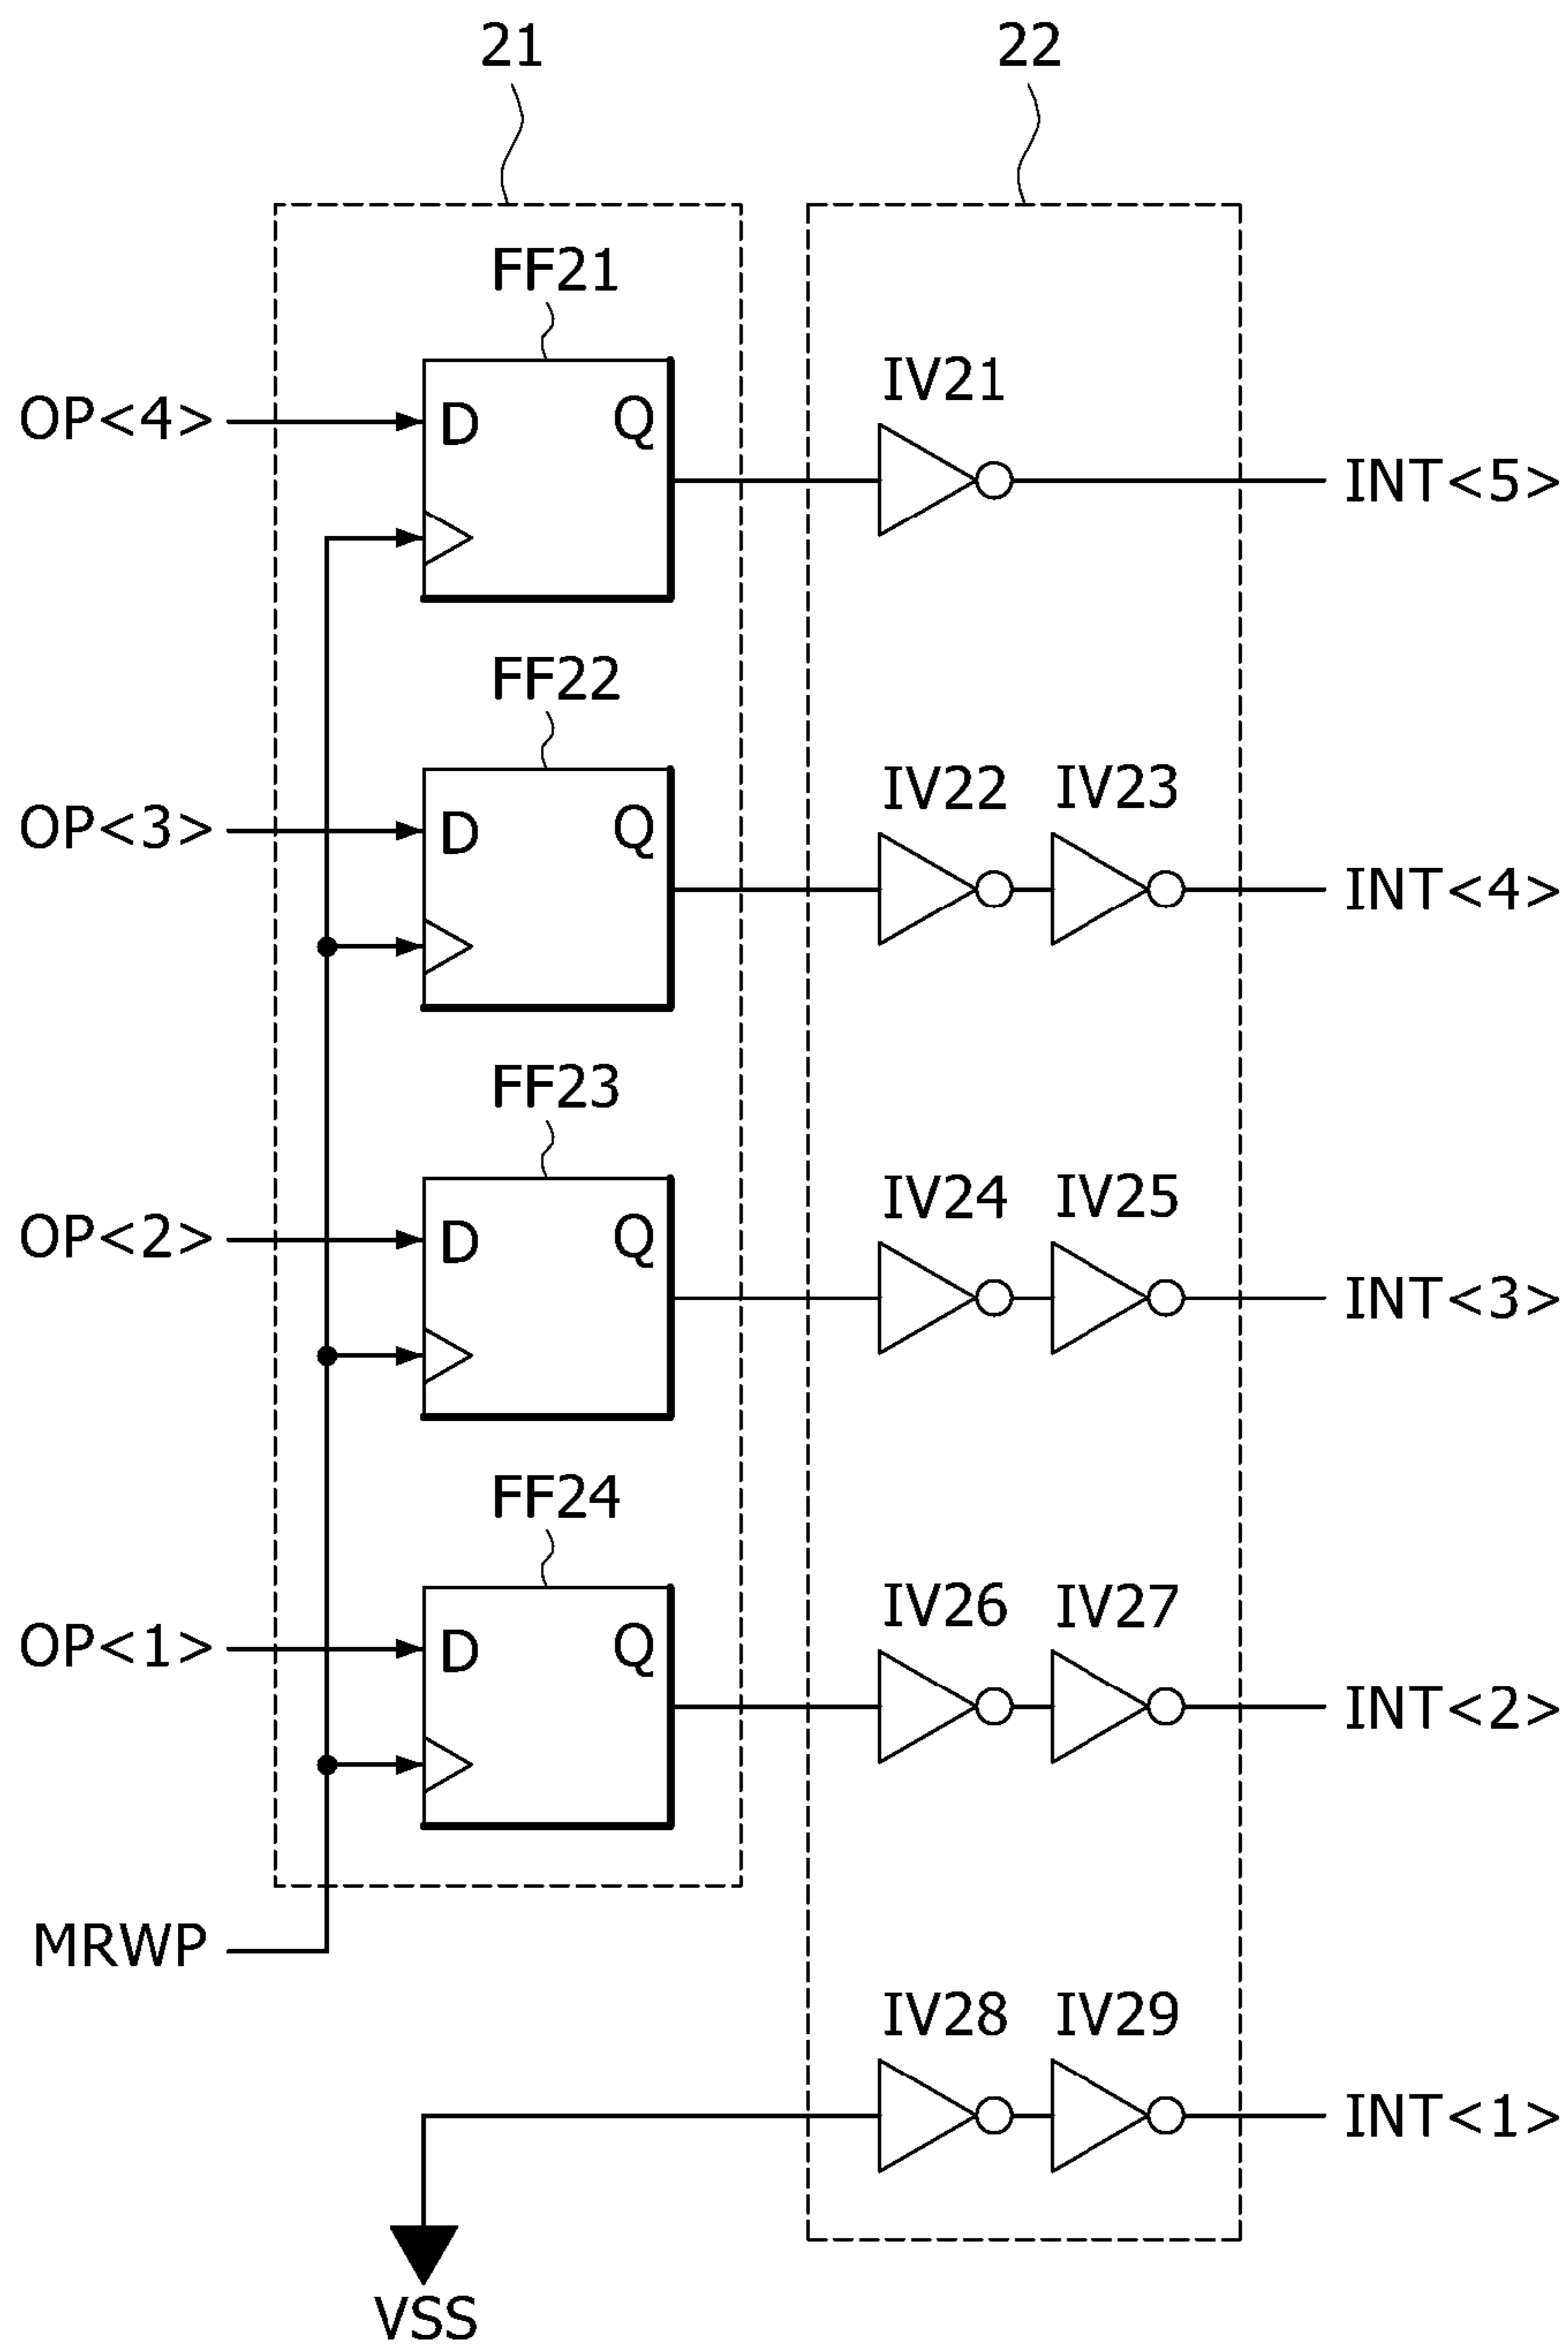 21
22
FF21
IV21
OP<4>
D
Q
INT<5>
FF22
IV22
IV23
OP<3>
D
Q
INT<4>
FF23
IV24
IV25
OP<2>
D
Q
INT<3>
FF24
IV26
IV27
OP<1>
D
Q
INT<2>
MRWP
IV28
IV29
INT<1>
VSS